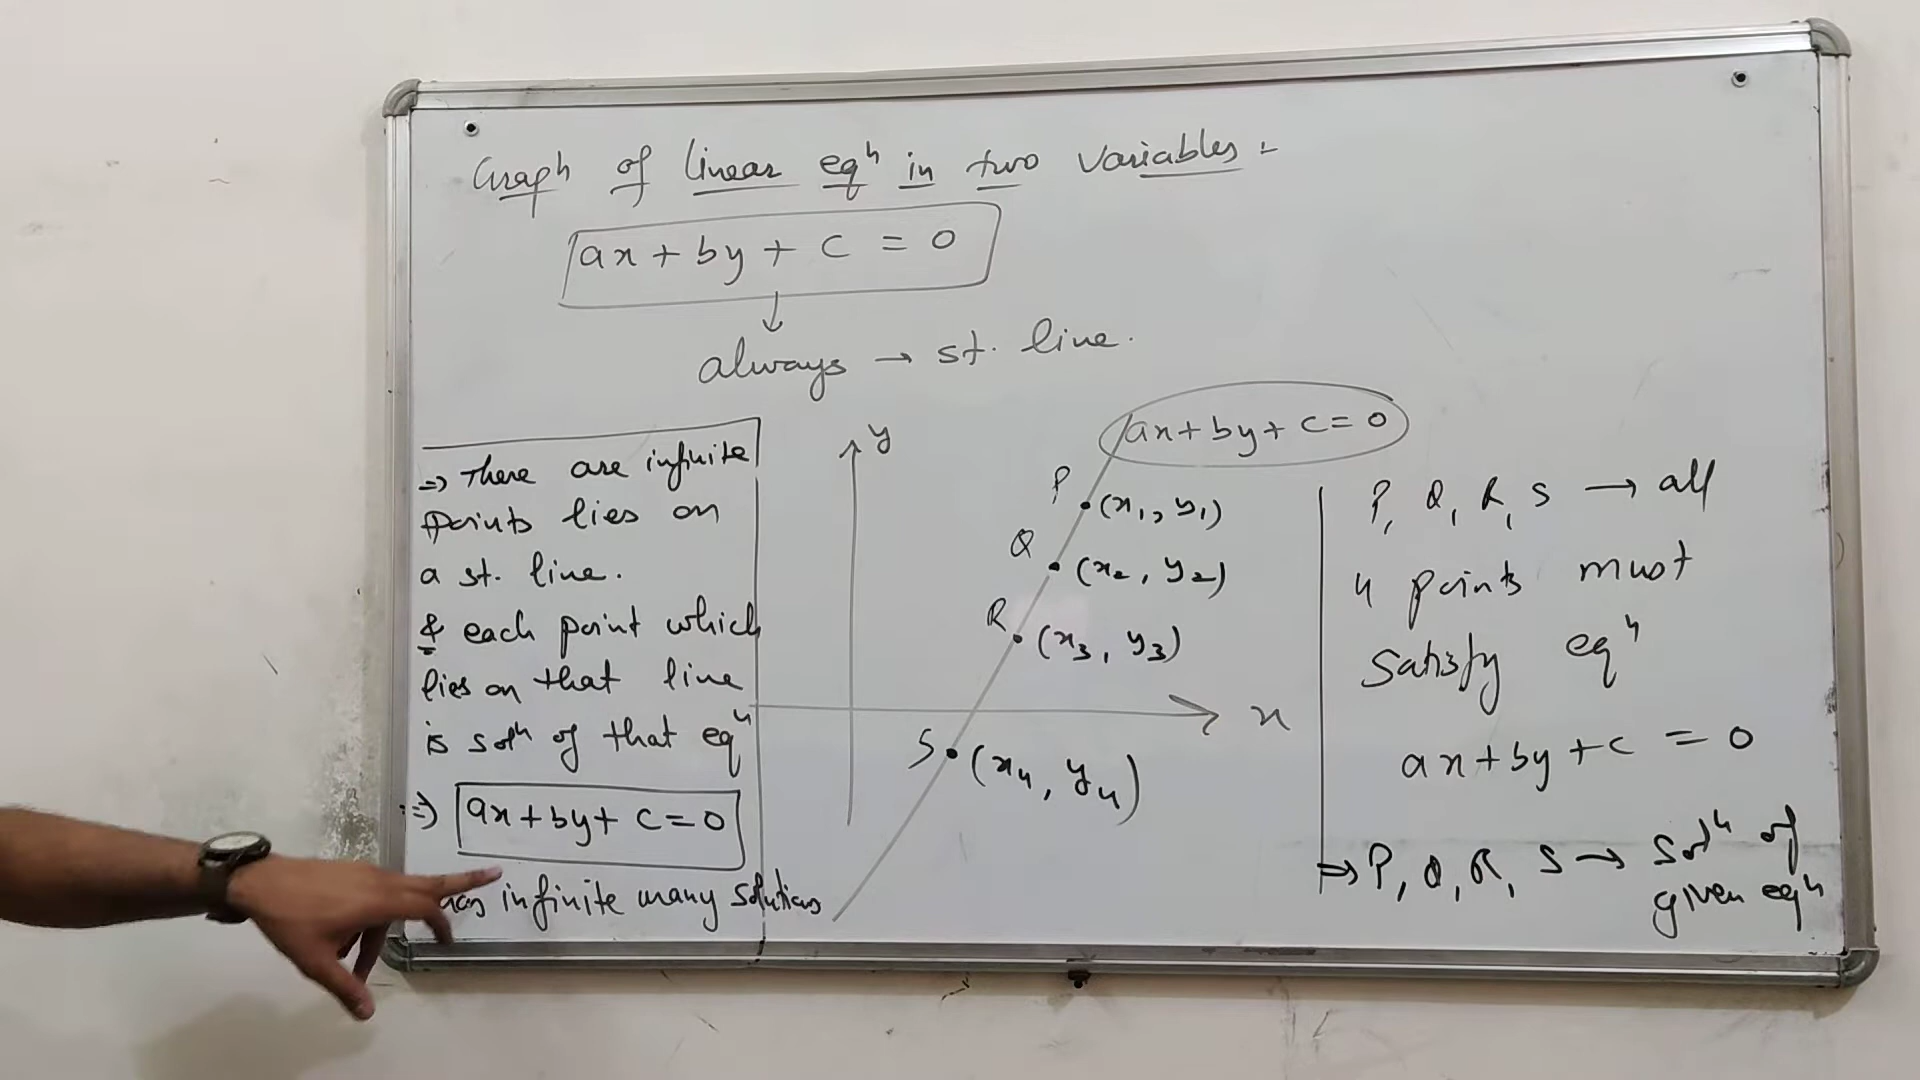 Graph of linear eqⁿ in two variables :-
ax + by + c = 0
always → st. line.
⇒ There are infinite
points lies on
a st. line.
& each point which
lies on that line
is solⁿ of that eqⁿ
⇒ ax + by + c = 0
has infinite many solutions
y
ax + by + c = 0
P (x₁, y₁)
Q (x₂, y₂)
R (x₃, y₃)
x
S (x₄, y₄)
P, Q, R, S → all
4 points must
satisfy eqⁿ
ax + by + c = 0
⇒ P, Q, R, S → solⁿ of
given eqⁿ